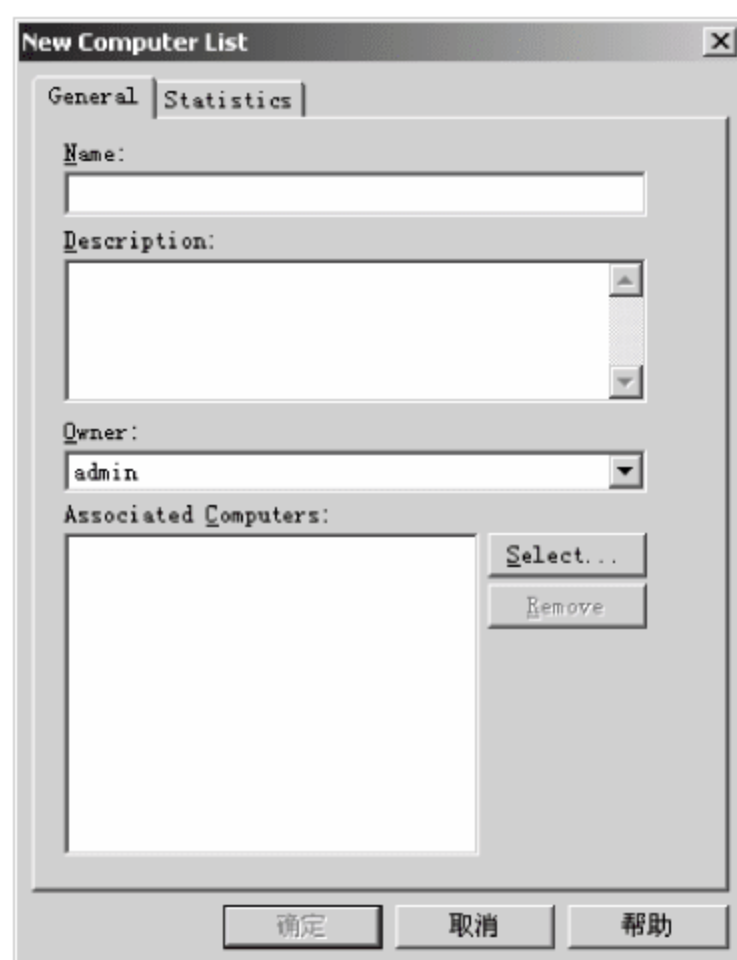 New Computer List
General Statistics
Name:
Description:
Owner:
admin
Associated Computers:
Select...
Remove
确定 取消 帮助